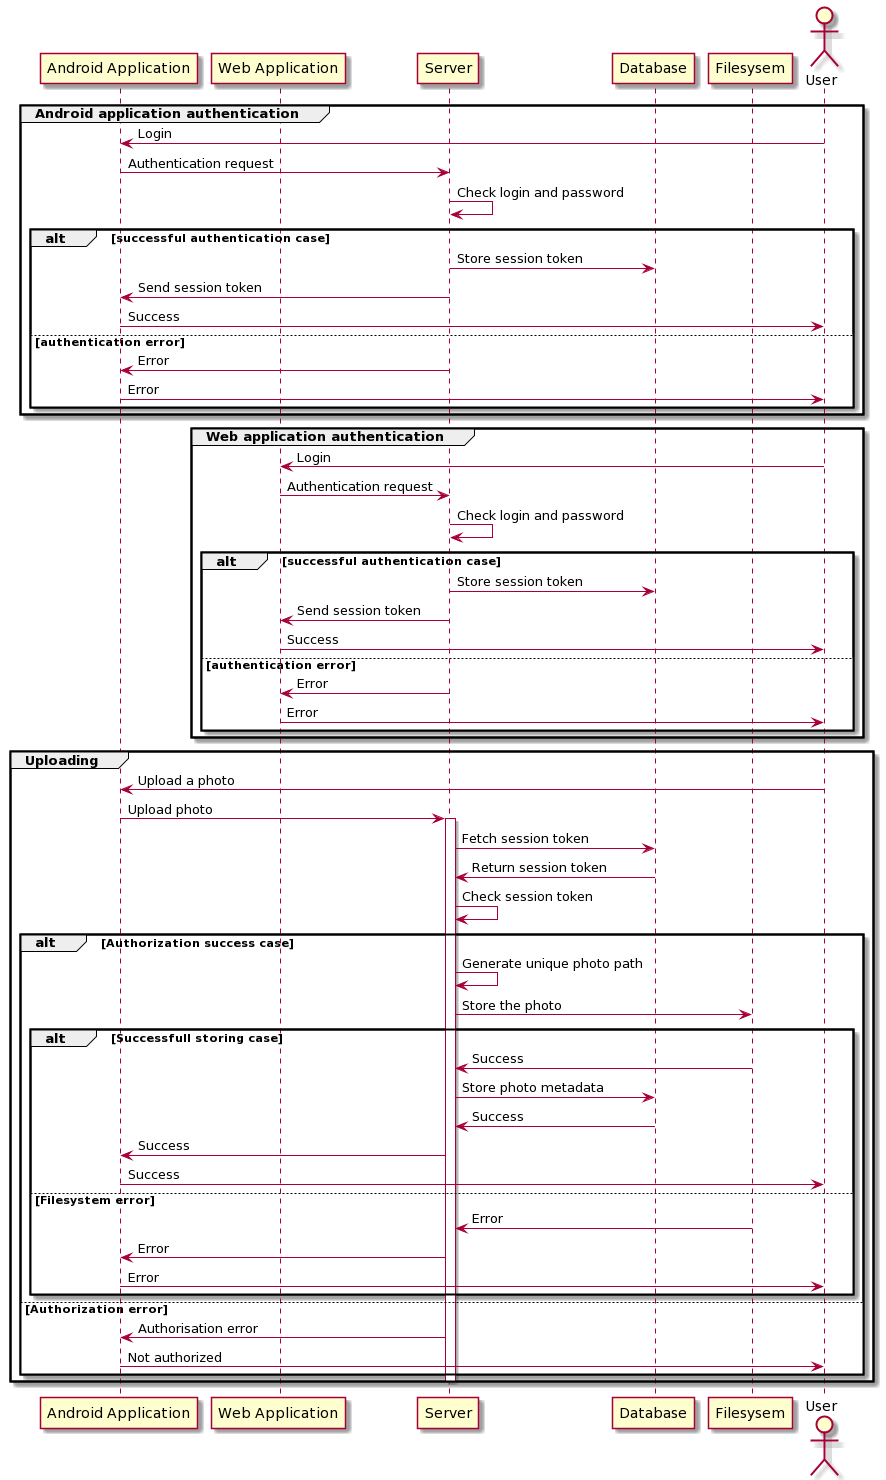 User
Android Application Web Application Server Database Filesysem
Android application authentication
Login
Authentication request
Check login and password
alt [successful authentication case]
Store session token
Send session token
Success
[authentication error]
Error
Error
Web application authentication
Login
Authentication request
Check login and password
alt [successful authentication case]
Store session token
Send session token
Success
[authentication error]
Error
Error
Uploading
Upload a photo
Upload photo
Fetch session token
Return session token
Check session token
alt [Authorization success case]
Generate unique photo path
Store the photo
alt [Successfull storing case]
Success
Store photo metadata
Success
Success
Success
[Filesystem error]
Error
Error
Error
[Authorization error]
Authorisation error
Not authorized
Android Application Web Application Server Database Filesysem
User